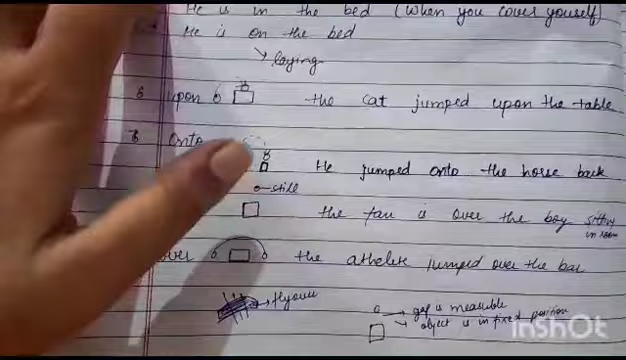 He is in the bed (when you cover yourself)
He is on the bed
laying
upon the cat jumped upon the table
onto
He jumped onto the horse back
still
the fan is over the boy sitting in room
over the athelete jumped over the bar
flyover
gap is measurible
object is in fixed position
InShOt